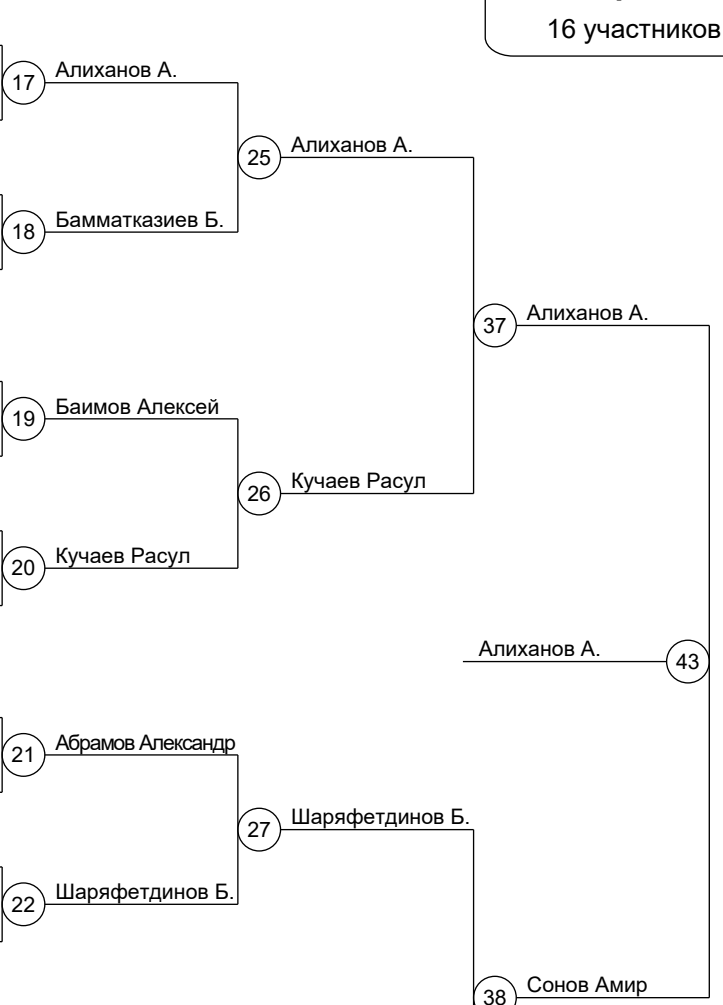 16 участников
Алиханов А.
17
Алиханов А.
25
Бамматказиев Б.
18
Алиханов А.
37
Баимов Алексей
19
Кучаев Расул
26
Кучаев Расул
20
Алиханов А.
43
Абрамов Александр
21
Шаряфетдинов Б.
27
Шаряфетдинов Б.
22
Сонов Амир
38